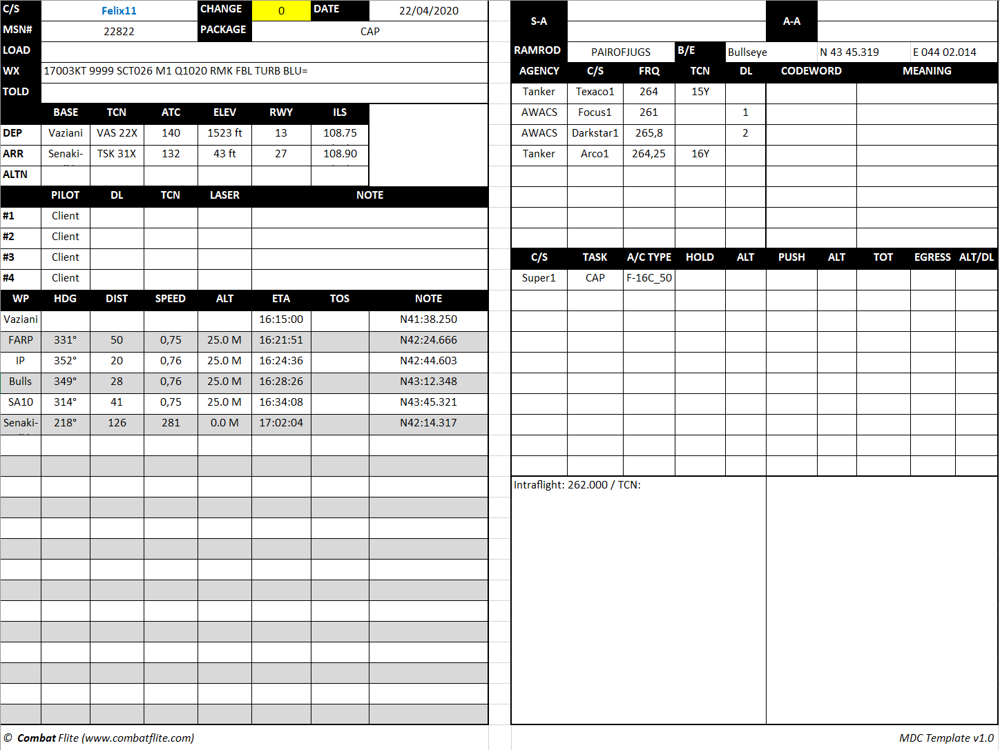 C/S Felix11 CHANGE 0 DATE 22/04/2020
MSN# 22822 PACKAGE CAP
LOAD
WX 17003KT 9999 SCT026 M1 Q1020 RMK FBL TURB BLU=
TOLD
BASE TCN ATC ELEV RWY ILS
DEP Vaziani VAS 22X 140 1523 ft 13 108.75
ARR Senaki- TSK 31X 132 43 ft 27 108.90
ALTN
PILOT DL TCN LASER NOTE
#1 Client
#2 Client
#3 Client
#4 Client
WP HDG DIST SPEED ALT ETA TOS NOTE
Vaziani 16:15:00 N41:38.250
FARP 331° 50 0,75 25.0 M 16:21:51 N42:24.666
IP 352° 20 0,76 25.0 M 16:24:36 N42:44.603
Bulls 349° 28 0,76 25.0 M 16:28:26 N43:12.348
SA10 314° 41 0,75 25.0 M 16:34:08 N43:45.321
Senaki- 218° 126 281 0.0 M 17:02:04 N42:14.317
© Combat Flite (www.combatflite.com)
S-A A-A
RAMROD PAIROFJUGS B/E Bullseye N 43 45.319 E 044 02.014
AGENCY C/S FRQ TCN DL CODEWORD MEANING
Tanker Texaco1 264 15Y
AWACS Focus1 261 1
AWACS Darkstar1 265,8 2
Tanker Arco1 264,25 16Y
C/S TASK A/C TYPE HOLD ALT PUSH ALT TOT EGRESS ALT/DL
Super1 CAP F-16C_50
Intraflight: 262.000 / TCN:
MDC Template v1.0